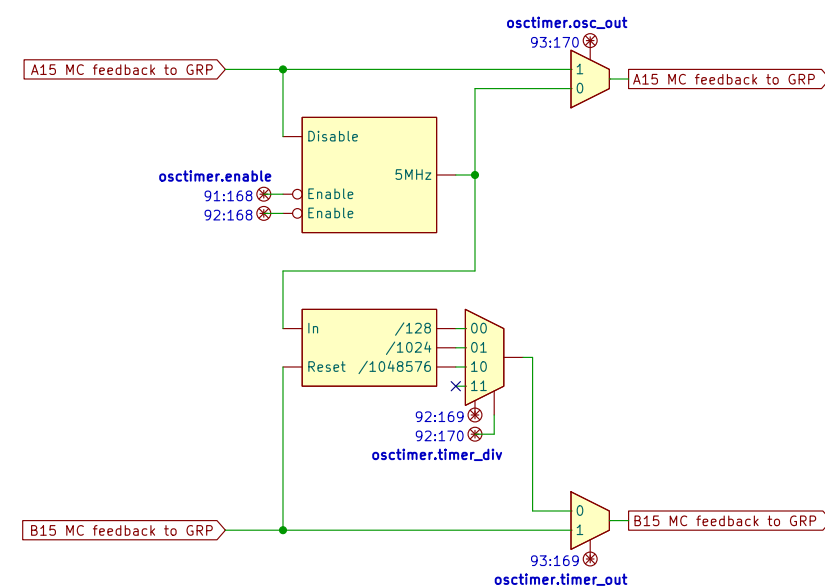 osctimer.osc_out
93:170
A15 MC feedback to GRP
1
0
A15 MC feedback to GRP
Disable
5MHz
osctimer.enable
91:168
Enable
92:168
Enable
In
/128
00
/1024
01
Reset
/1048576
10
11
92:169
92:170
osctimer.timer_div
B15 MC feedback to GRP
0
1
B15 MC feedback to GRP
93:169
osctimer.timer_out